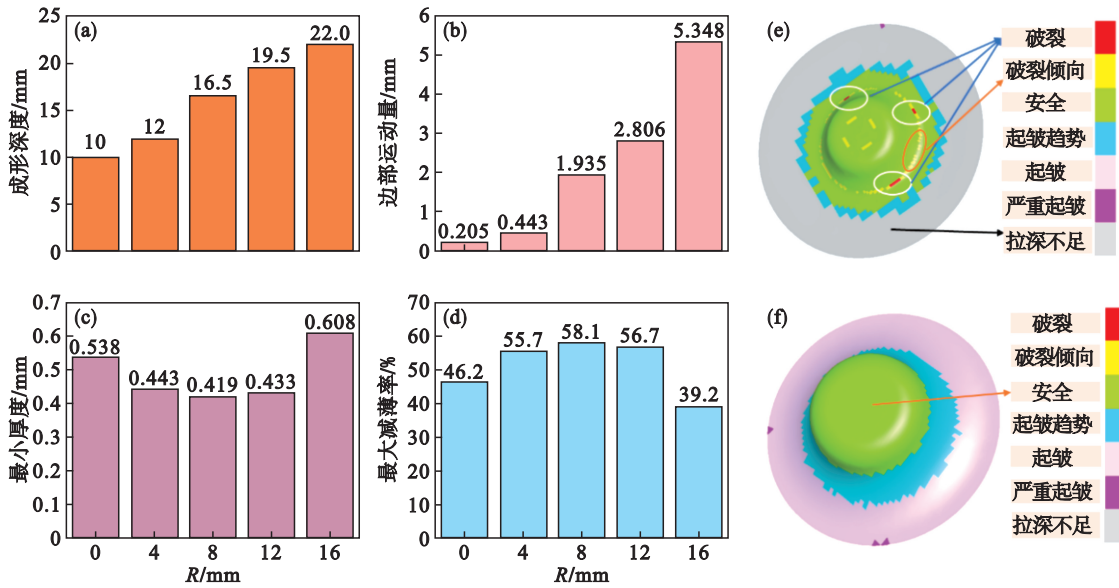 (a)
成形深度/mm
25
20
15
10
5
0
10
12
16.5
19.5
22.0
(b)
边部运动量/mm
6
5
4
3
2
1
0
0.205
0.443
1.935
2.806
5.348
(c)
最小厚度/mm
0.7
0.6
0.5
0.4
0.3
0.2
0.1
0
0.538
0.443
0.419
0.433
0.608
0
4
8
12
16
R/mm
(d)
最大减薄率/%
70
60
50
40
30
20
10
0
46.2
55.7
58.1
56.7
39.2
0
4
8
12
16
R/mm
(e)
破裂
破裂倾向
安全
起皱趋势
起皱
严重起皱
拉深不足
(f)
破裂
破裂倾向
安全
起皱趋势
起皱
严重起皱
拉深不足